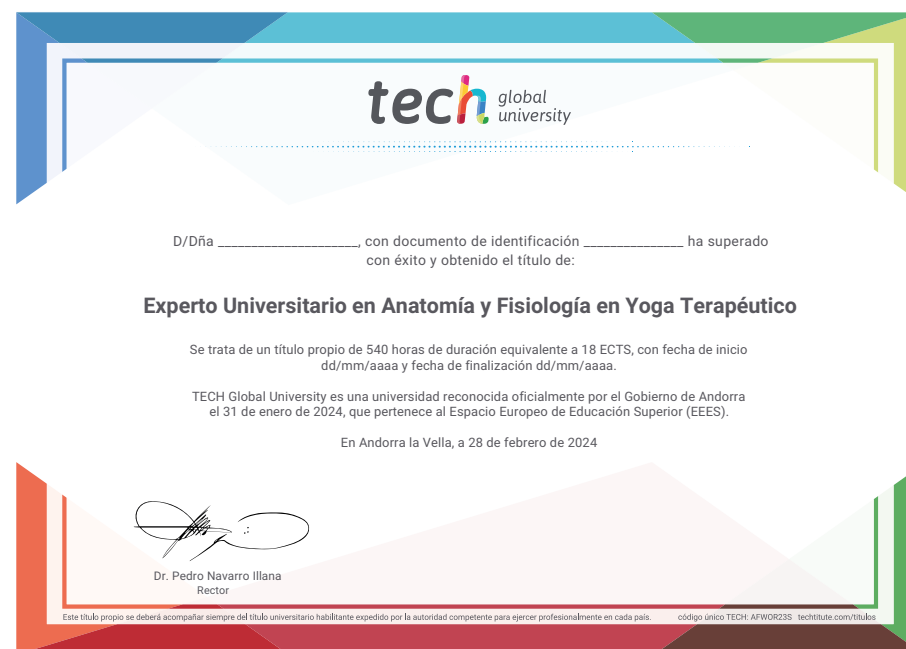 tech global university
D/Dña _____________________, con documento de identificación _______________ ha superado
con éxito y obtenido el título de:
Experto Universitario en Anatomía y Fisiología en Yoga Terapéutico
Se trata de un título propio de 540 horas de duración equivalente a 18 ECTS, con fecha de inicio
dd/mm/aaaa y fecha de finalización dd/mm/aaaa.
TECH Global University es una universidad reconocida oficialmente por el Gobierno de Andorra
el 31 de enero de 2024, que pertenece al Espacio Europeo de Educación Superior (EEES).
En Andorra la Vella, a 28 de febrero de 2024
Dr. Pedro Navarro Illana
Rector
Este título propio se deberá acompañar siempre del título universitario habilitante expedido por la autoridad competente para ejercer profesionalmente en cada país. código único TECH: AFWOR23S techtitute.com/titulos